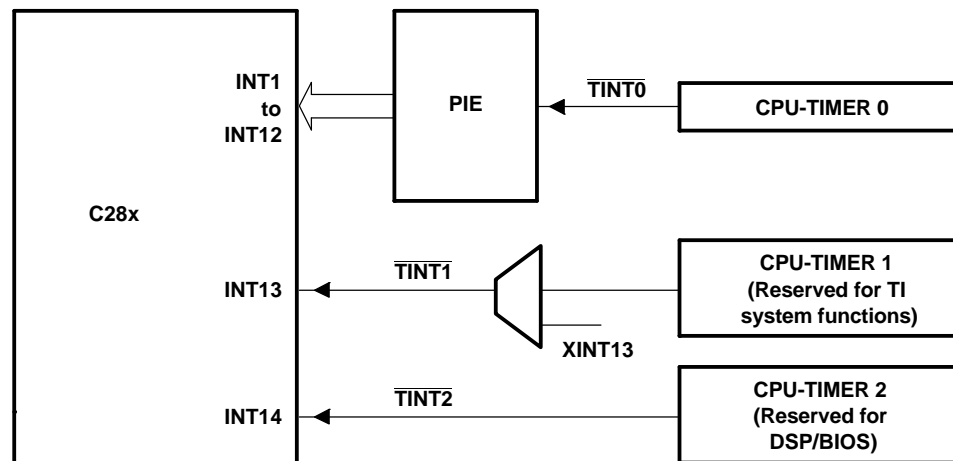 INT1
to
INT12
PIE
TINT0
CPU-TIMER 0
C28x
INT13
TINT1
XINT13
CPU-TIMER 1
(Reserved for TI
system functions)
INT14
TINT2
CPU-TIMER 2
(Reserved for
DSP/BIOS)